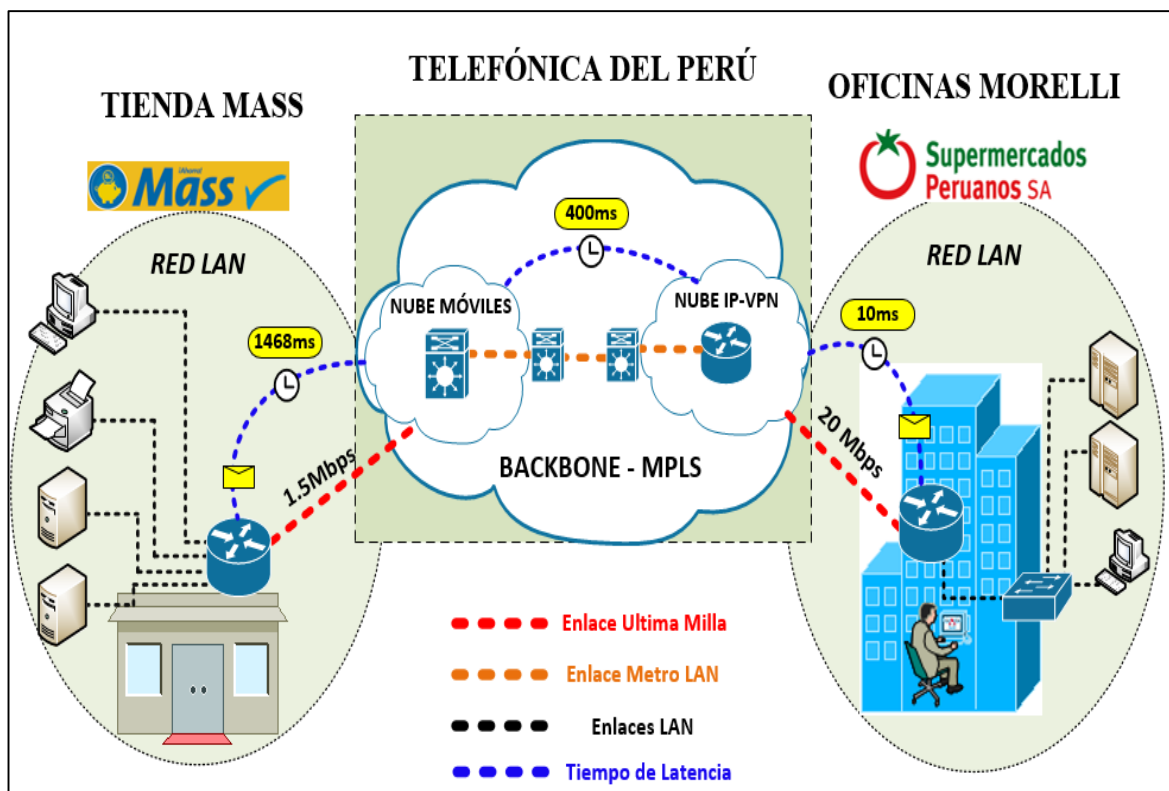 TELEFÓNICA DEL PERÚ
TIENDA MASS
OFICINAS MORELLI
Mass
Supermercados
Peruanos SA
RED LAN
400ms
RED LAN
NUBE MÓVILES
NUBE IP-VPN
1468ms
10ms
1.5Mbps
20 Mbps
BACKBONE - MPLS
Enlace Ultima Milla
Enlace Metro LAN
Enlaces LAN
Tiempo de Latencia